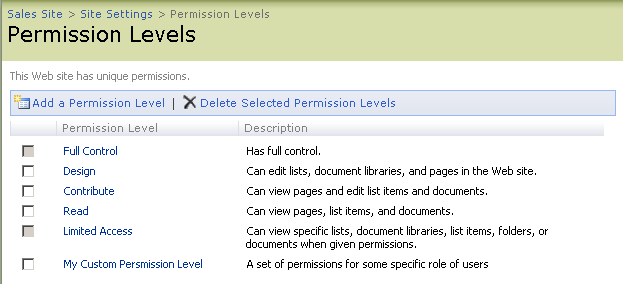 Sales Site > Site Settings > Permission Levels
Permission Levels
This Web site has unique permissions.
Add a Permission Level | Delete Selected Permission Levels
Permission Level Description
Full Control Has full control.
Design Can edit lists, document libraries, and pages in the Web site.
Contribute Can view pages and edit list items and documents.
Read Can view pages, list items, and documents.
Limited Access Can view specific lists, document libraries, list items, folders, or
documents when given permissions.
My Custom Persmission Level A set of permissions for some specific role of users